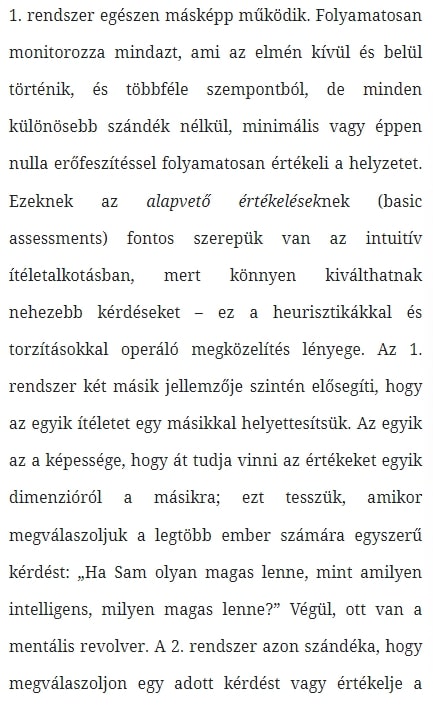 1. rendszer egészen másképp működik. Folyamatosan
monitorozza mindazt, ami az elmén kívül és belül
történik, és többféle szempontból, de minden
különösebb szándék nélkül, minimális vagy éppen
nulla erőfeszítéssel folyamatosan értékeli a helyzetet.
Ezeknek az alapvető értékeléseknek (basic
assessments) fontos szerepük van az intuitív
ítéletalkotásban, mert könnyen kiválthatnak
nehezebb kérdéseket – ez a heurisztikákkal és
torzításokkal operáló megközelítés lényege. Az 1.
rendszer két másik jellemzője szintén elősegíti, hogy
az egyik ítéletet egy másikkal helyettesítsük. Az egyik
az a képessége, hogy át tudja vinni az értékeket egyik
dimenzióról a másikra; ezt tesszük, amikor
megválaszoljuk a legtöbb ember számára egyszerű
kérdést: „Ha Sam olyan magas lenne, mint amilyen
intelligens, milyen magas lenne?” Végül, ott van a
mentális revolver. A 2. rendszer azon szándéka, hogy
megválaszoljon egy adott kérdést vagy értékelje a